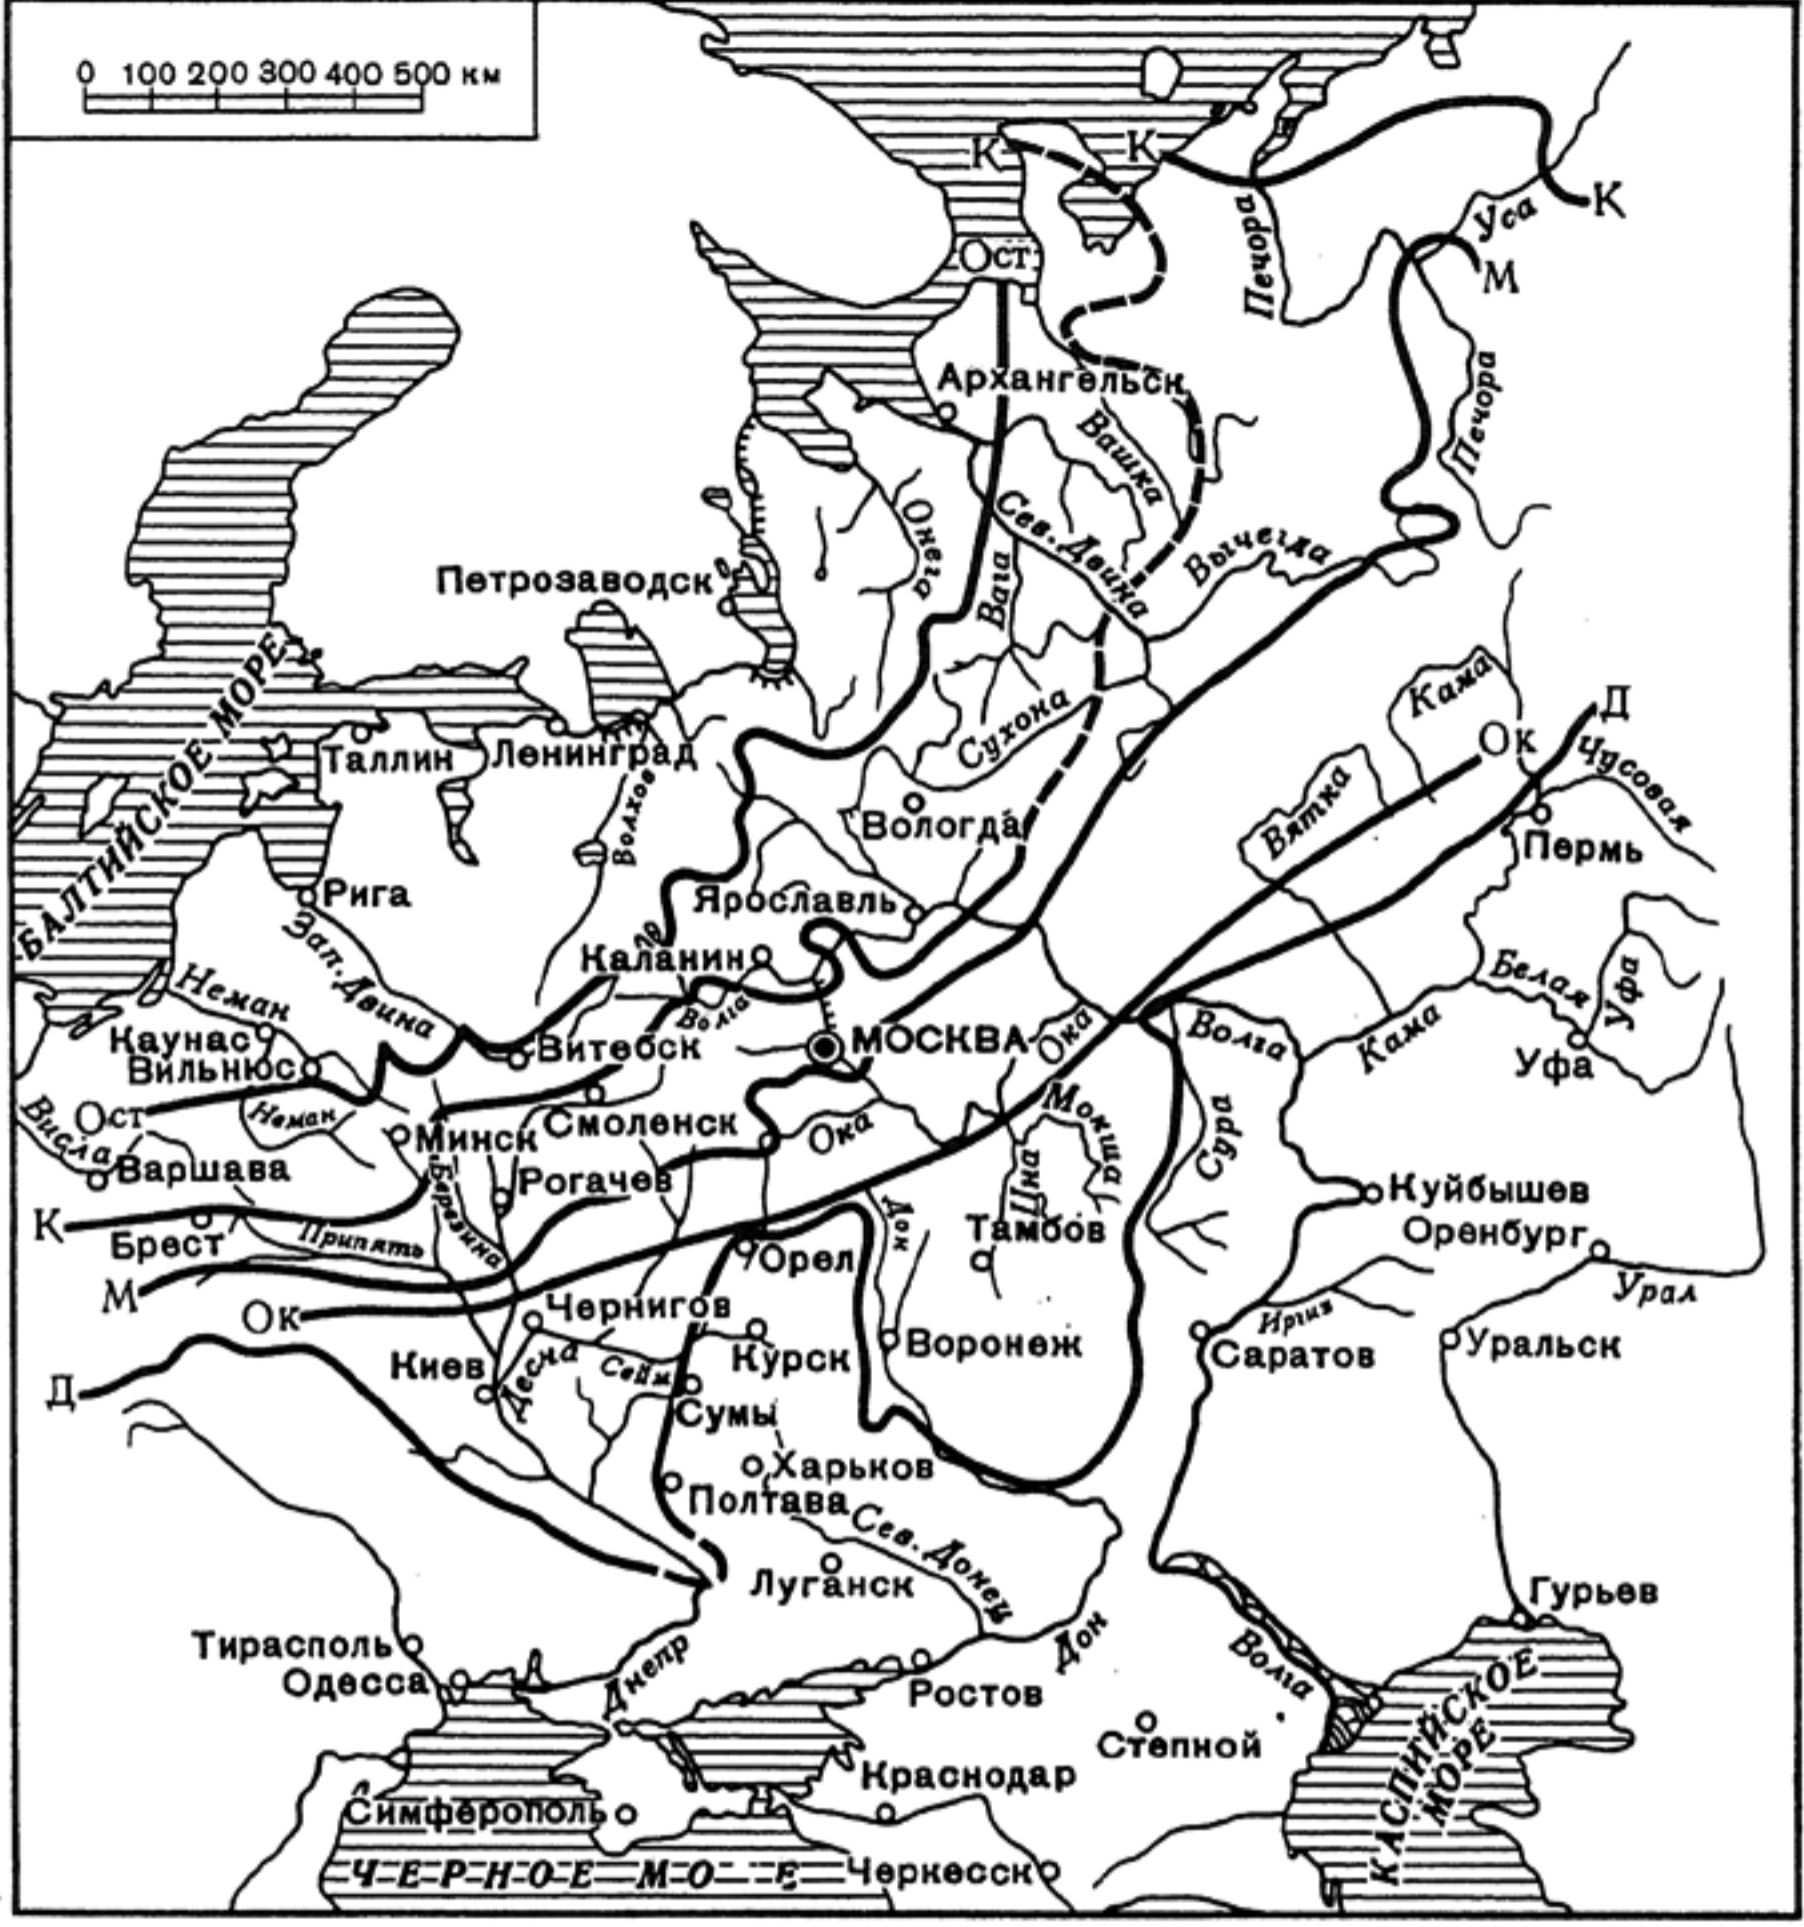 0 100 200 300 400 500 км
К
К
К
Уса
М
Ост
Печора
Архангельск
Печора
Вашка
Онега
Сев. Двина
Вычегда
Вага
Петрозаводск
Кама
Сухона
Д
Ок
Чусовая
БАЛТИЙСКОЕ МОРЕ
Таллин
Ленинград
Волхов
Вологда
Вятка
Пермь
Рига
Ярославль
Зап. Двина
Каланин
Неман
Волга
Белая
Уфа
Каунас
Вильнюс
Витебск
МОСКВА
Ока
Волга
Кама
Уфа
Ост
Неман
Висла
Минск
Смоленск
Ока
Мокша
Сура
Варшава
Березина
Рогачев
Цна
Куйбышев
К
Брест
Припять
Дон
Тамбов
Оренбург
М
Орел
Урал
Ок
Чернигов
Иргиз
Киев
Десна
Сейм
Курск
Воронеж
Саратов
Уральск
Д
Сумы
Харьков
Полтава
Сев. Донец
Луганск
Гурьев
Тирасполь
Одесса
Днепр
Дон
Волга
Ростов
Степной
КАСПИЙСКОЕ
МОРЕ
Краснодар
Симферополь
ЧЕРНОЕ МО Е
Черкесск